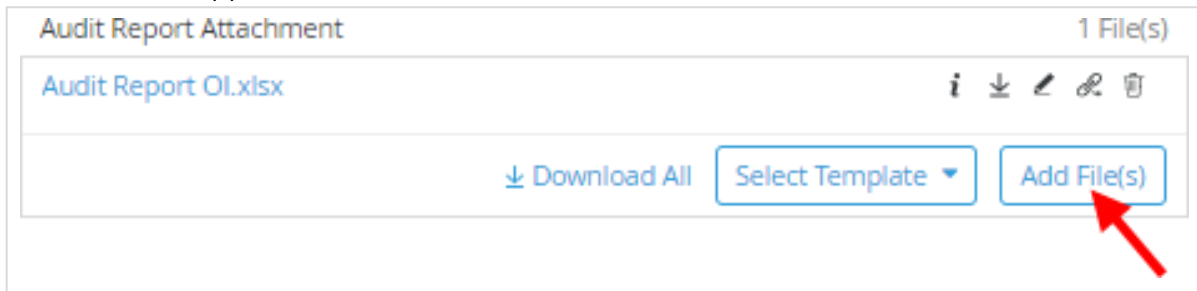 Audit Report Attachment 1 File(s)
Audit Report OI.xlsx
Download All Select Template Add File(s)